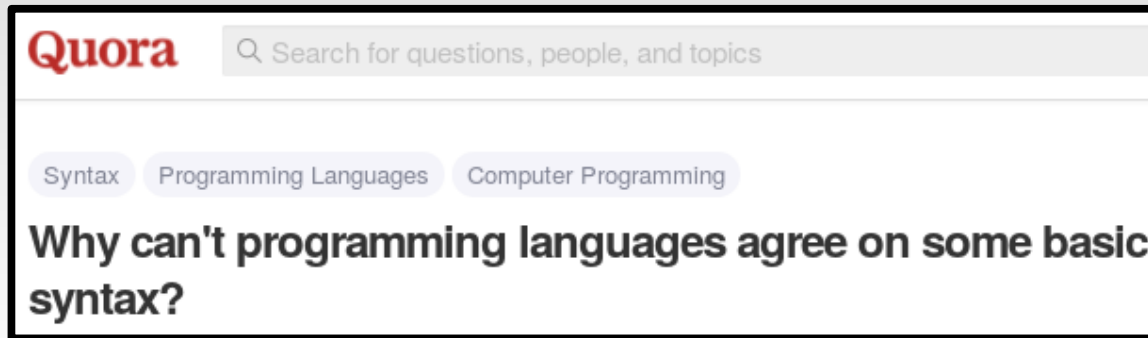 Quora
Search for questions, people, and topics
Syntax Programming Languages Computer Programming
Why can't programming languages agree on some basic
syntax?